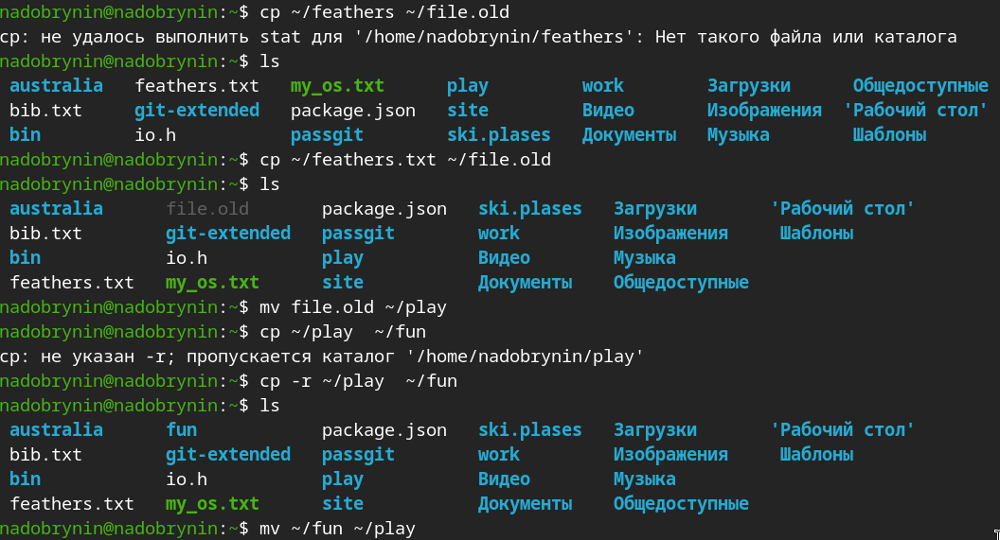 nadobrynin@nadobrynin:~$ cp ~/feathers ~/file.old
cp: не удалось выполнить stat для '/home/nadobrynin/feathers': Нет такого файла или каталога
nadobrynin@nadobrynin:~$ ls
australia feathers.txt my_os.txt play work Загрузки Общедоступные
bib.txt git-extended package.json site Видео Изображения 'Рабочий стол'
bin io.h passgit ski.plases Документы Музыка Шаблоны
nadobrynin@nadobrynin:~$ cp ~/feathers.txt ~/file.old
nadobrynin@nadobrynin:~$ ls
australia file.old package.json ski.plases Загрузки 'Рабочий стол'
bib.txt git-extended passgit work Изображения Шаблоны
bin io.h play Видео Музыка
feathers.txt my_os.txt site Документы Общедоступные
nadobrynin@nadobrynin:~$ mv file.old ~/play
nadobrynin@nadobrynin:~$ cp ~/play  ~/fun
cp: не указан -r; пропускается каталог '/home/nadobrynin/play'
nadobrynin@nadobrynin:~$ cp -r ~/play  ~/fun
nadobrynin@nadobrynin:~$ ls
australia fun package.json ski.plases Загрузки 'Рабочий стол'
bib.txt git-extended passgit work Изображения Шаблоны
bin io.h play Видео Музыка
feathers.txt my_os.txt site Документы Общедоступные
nadobrynin@nadobrynin:~$ mv ~/fun ~/play